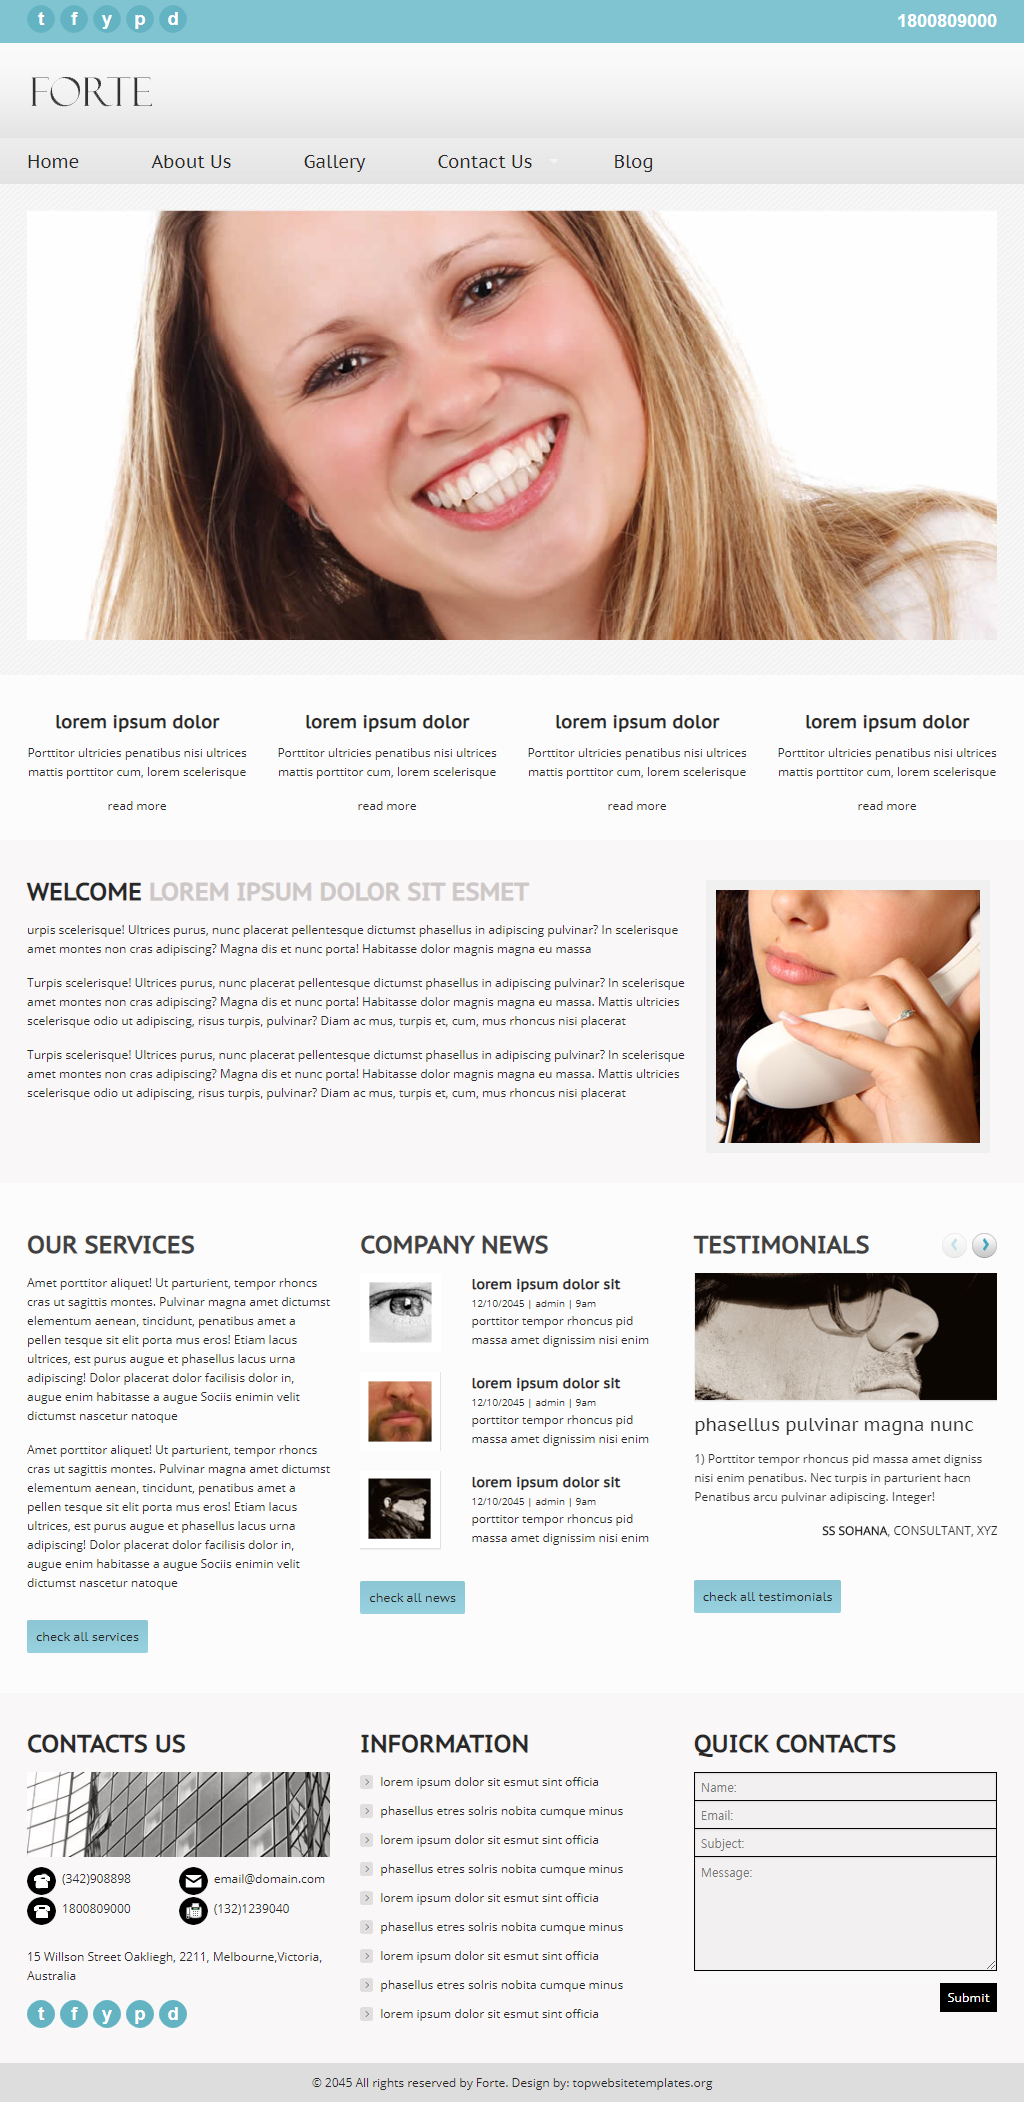 t f y p d
1800809000
FORTE
Home About Us Gallery Contact Us Blog
lorem ipsum dolor
Porttitor ultricies penatibus nisi ultrices
mattis porttitor cum, lorem scelerisque
read more
lorem ipsum dolor
Porttitor ultricies penatibus nisi ultrices
mattis porttitor cum, lorem scelerisque
read more
lorem ipsum dolor
Porttitor ultricies penatibus nisi ultrices
mattis porttitor cum, lorem scelerisque
read more
lorem ipsum dolor
Porttitor ultricies penatibus nisi ultrices
mattis porttitor cum, lorem scelerisque
read more
WELCOME LOREM IPSUM DOLOR SIT ESMET
urpis scelerisque! Ultrices purus, nunc placerat pellentesque dictumst phasellus in adipiscing pulvinar? In scelerisque
amet montes non cras adipiscing? Magna dis et nunc porta! Habitasse dolor magnis magna eu massa
Turpis scelerisque! Ultrices purus, nunc placerat pellentesque dictumst phasellus in adipiscing pulvinar? In scelerisque
amet montes non cras adipiscing? Magna dis et nunc porta! Habitasse dolor magnis magna eu massa. Mattis ultricies
scelerisque odio ut adipiscing, risus turpis, pulvinar? Diam ac mus, turpis et, cum, mus rhoncus nisi placerat
Turpis scelerisque! Ultrices purus, nunc placerat pellentesque dictumst phasellus in adipiscing pulvinar? In scelerisque
amet montes non cras adipiscing? Magna dis et nunc porta! Habitasse dolor magnis magna eu massa. Mattis ultricies
scelerisque odio ut adipiscing, risus turpis, pulvinar? Diam ac mus, turpis et, cum, mus rhoncus nisi placerat
OUR SERVICES
Amet porttitor aliquet! Ut parturient, tempor rhoncs
cras ut sagittis montes. Pulvinar magna amet dictumst
elementum aenean, tincidunt, penatibus amet a
pellen tesque sit elit porta mus eros! Etiam lacus
ultrices, est purus augue et phasellus lacus urna
adipiscing! Dolor placerat dolor facilisis dolor in,
augue enim habitasse a augue Sociis enimin velit
dictumst nascetur natoque
Amet porttitor aliquet! Ut parturient, tempor rhoncs
cras ut sagittis montes. Pulvinar magna amet dictumst
elementum aenean, tincidunt, penatibus amet a
pellen tesque sit elit porta mus eros! Etiam lacus
ultrices, est purus augue et phasellus lacus urna
adipiscing! Dolor placerat dolor facilisis dolor in,
augue enim habitasse a augue Sociis enimin velit
dictumst nascetur natoque
check all services
COMPANY NEWS
lorem ipsum dolor sit
12/10/2045 | admin | 9am
porttitor tempor rhoncus pid
massa amet dignissim nisi enim
lorem ipsum dolor sit
12/10/2045 | admin | 9am
porttitor tempor rhoncus pid
massa amet dignissim nisi enim
lorem ipsum dolor sit
12/10/2045 | admin | 9am
porttitor tempor rhoncus pid
massa amet dignissim nisi enim
check all news
TESTIMONIALS
phasellus pulvinar magna nunc
1) Porttitor tempor rhoncus pid massa amet digniss
nisi enim penatibus. Nec turpis in parturient hacn
Penatibus arcu pulvinar adipiscing. Integer!
SS SOHANA, CONSULTANT, XYZ
check all testimonials
CONTACTS US
(342)908898 email@domain.com
1800809000 (132)1239040
15 Willson Street Oakliegh, 2211, Melbourne,Victoria,
Australia
t f y p d
INFORMATION
lorem ipsum dolor sit esmut sint officia
phasellus etres solris nobita cumque minus
lorem ipsum dolor sit esmut sint officia
phasellus etres solris nobita cumque minus
lorem ipsum dolor sit esmut sint officia
phasellus etres solris nobita cumque minus
lorem ipsum dolor sit esmut sint officia
phasellus etres solris nobita cumque minus
lorem ipsum dolor sit esmut sint officia
QUICK CONTACTS
Name:
Email:
Subject:
Message:
Submit
© 2045 All rights reserved by Forte. Design by: topwebsitetemplates.org